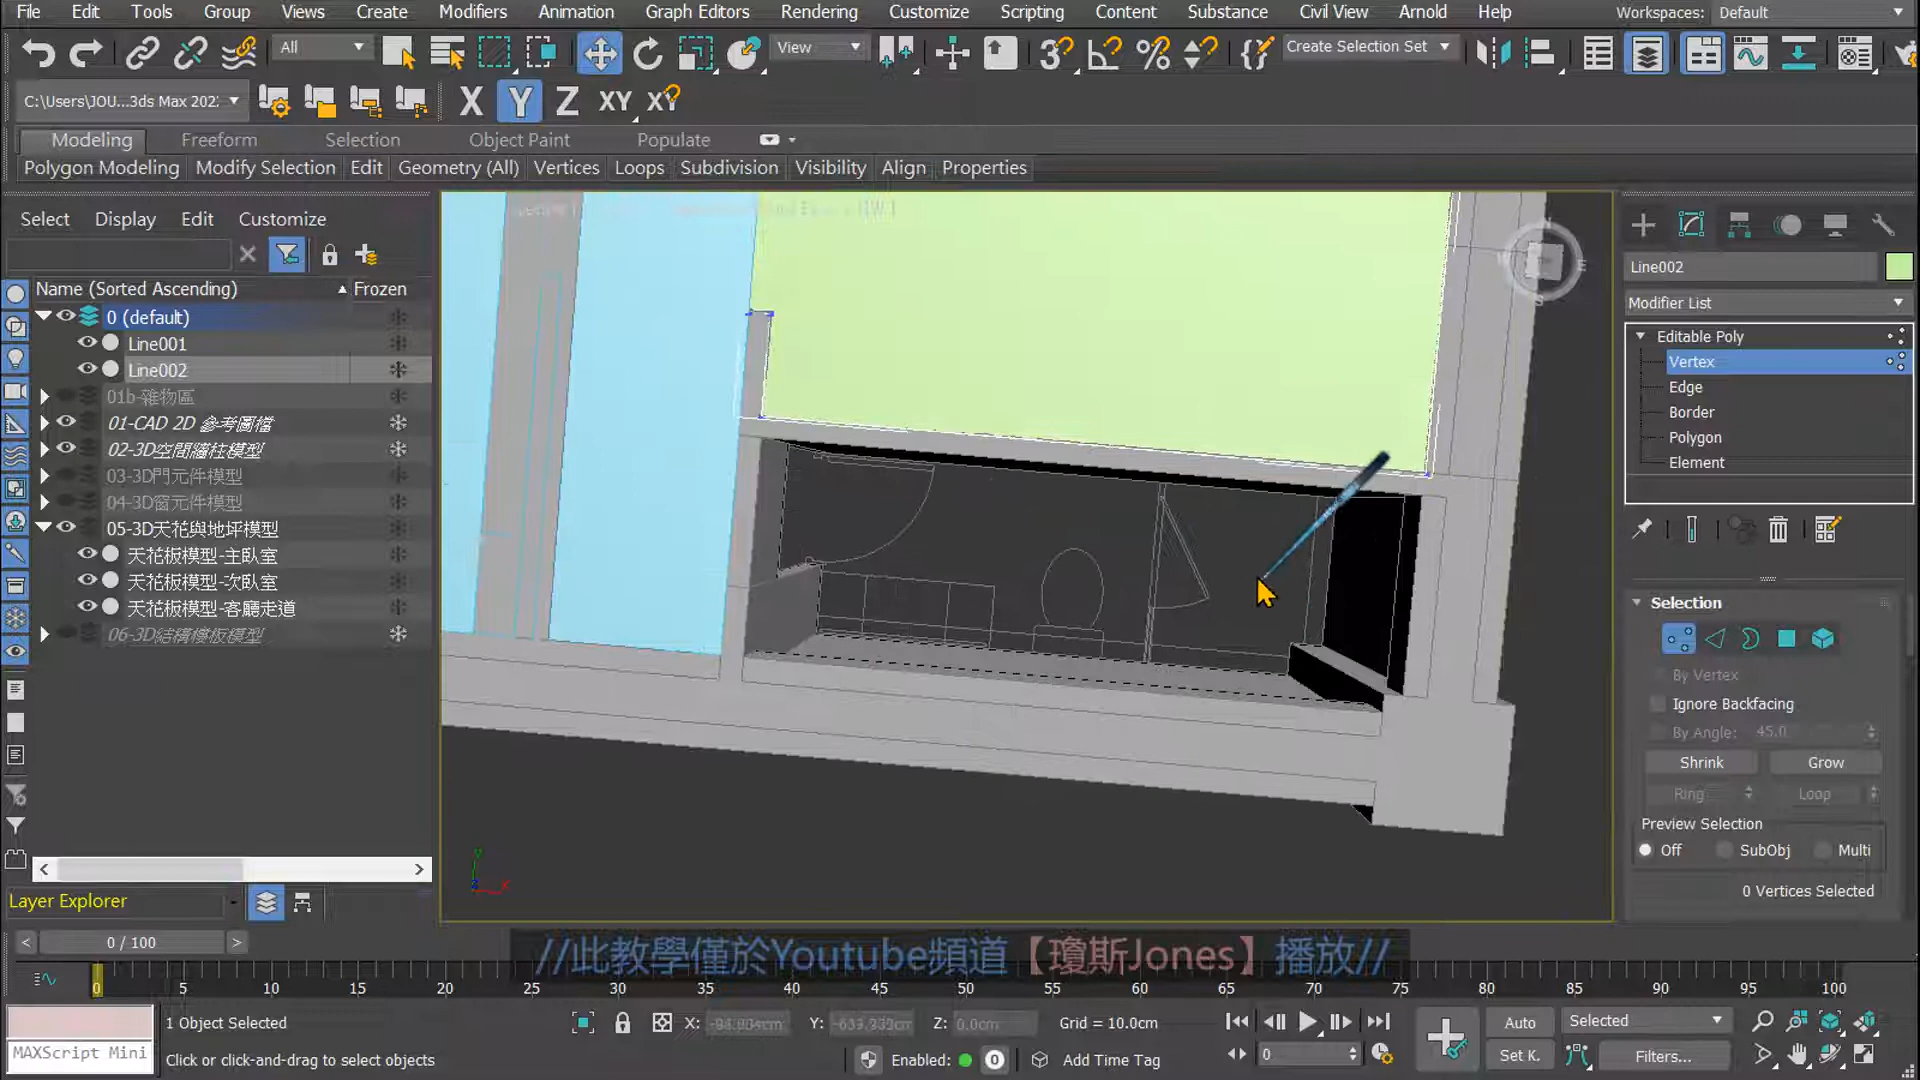 File Edit Tools Group Views Create Modifiers Animation Graph Editors Rendering Customize Scripting Content Substance Civil View Arnold Help Workspaces: Default
All View Create Selection Set
C:\Users\JOU...3ds Max 202: X Y Z XY XY
Modeling Freeform Selection Object Paint Populate
Polygon Modeling Modify Selection Edit Geometry (All) Vertices Loops Subdivision Visibility Align Properties
Select Display Edit Customize
Name (Sorted Ascending) Frozen
0 (default)
Line001
Line002
01b-雜物區
01-CAD 2D 參考圖檔
02-3D空間牆柱模型
03-3D門元件模型
04-3D窗元件模型
05-3D天花與地坪模型
天花板模型-主臥室
天花板模型-次臥室
天花板模型-客廳走道
06-3D結構樓板模型
Layer Explorer
Line002
Modifier List
Editable Poly
Vertex
Edge
Border
Polygon
Element
Selection
By Vertex
Ignore Backfacing
By Angle: 45.0
Shrink Grow
Ring Loop
Preview Selection
Off SubObj Multi
0 Vertices Selected
< 0 / 100 >
//此教學僅於Youtube頻道【瓊斯Jones】播放//
0 5 10 15 20 25 30 35 40 45 50 55 60 65 70 75 80 85 90 95 100
1 Object Selected X: Y: Z: 0.0cm Grid = 10.0cm Auto Selected
MAXScript Mini Click or click-and-drag to select objects Enabled: 0 Add Time Tag 0 Set K. Filters...